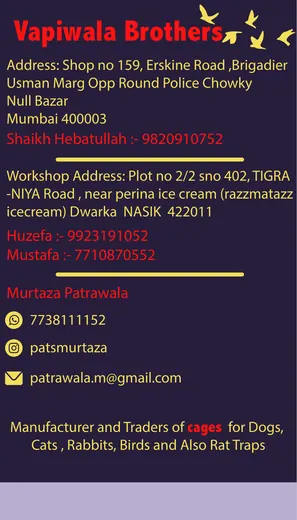 Vapiwala Brothers
Address: Shop no 159, Erskine Road ,Brigadier
Usman Marg Opp Round Police Chowky
Null Bazar
Mumbai 400003
Shaikh Hebatullah :- 9820910752
Workshop Address: Plot no 2/2 sno 402, TIGRA
-NIYA Road , near perina ice cream (razzmatazz
icecream) Dwarka NASIK 422011
Huzefa :- 9923191052
Mustafa :- 7710870552
Murtaza Patrawala
7738111152
patsmurtaza
patrawala.m@gmail.com
Manufacturer and Traders of cages for Dogs,
Cats , Rabbits, Birds and Also Rat Traps